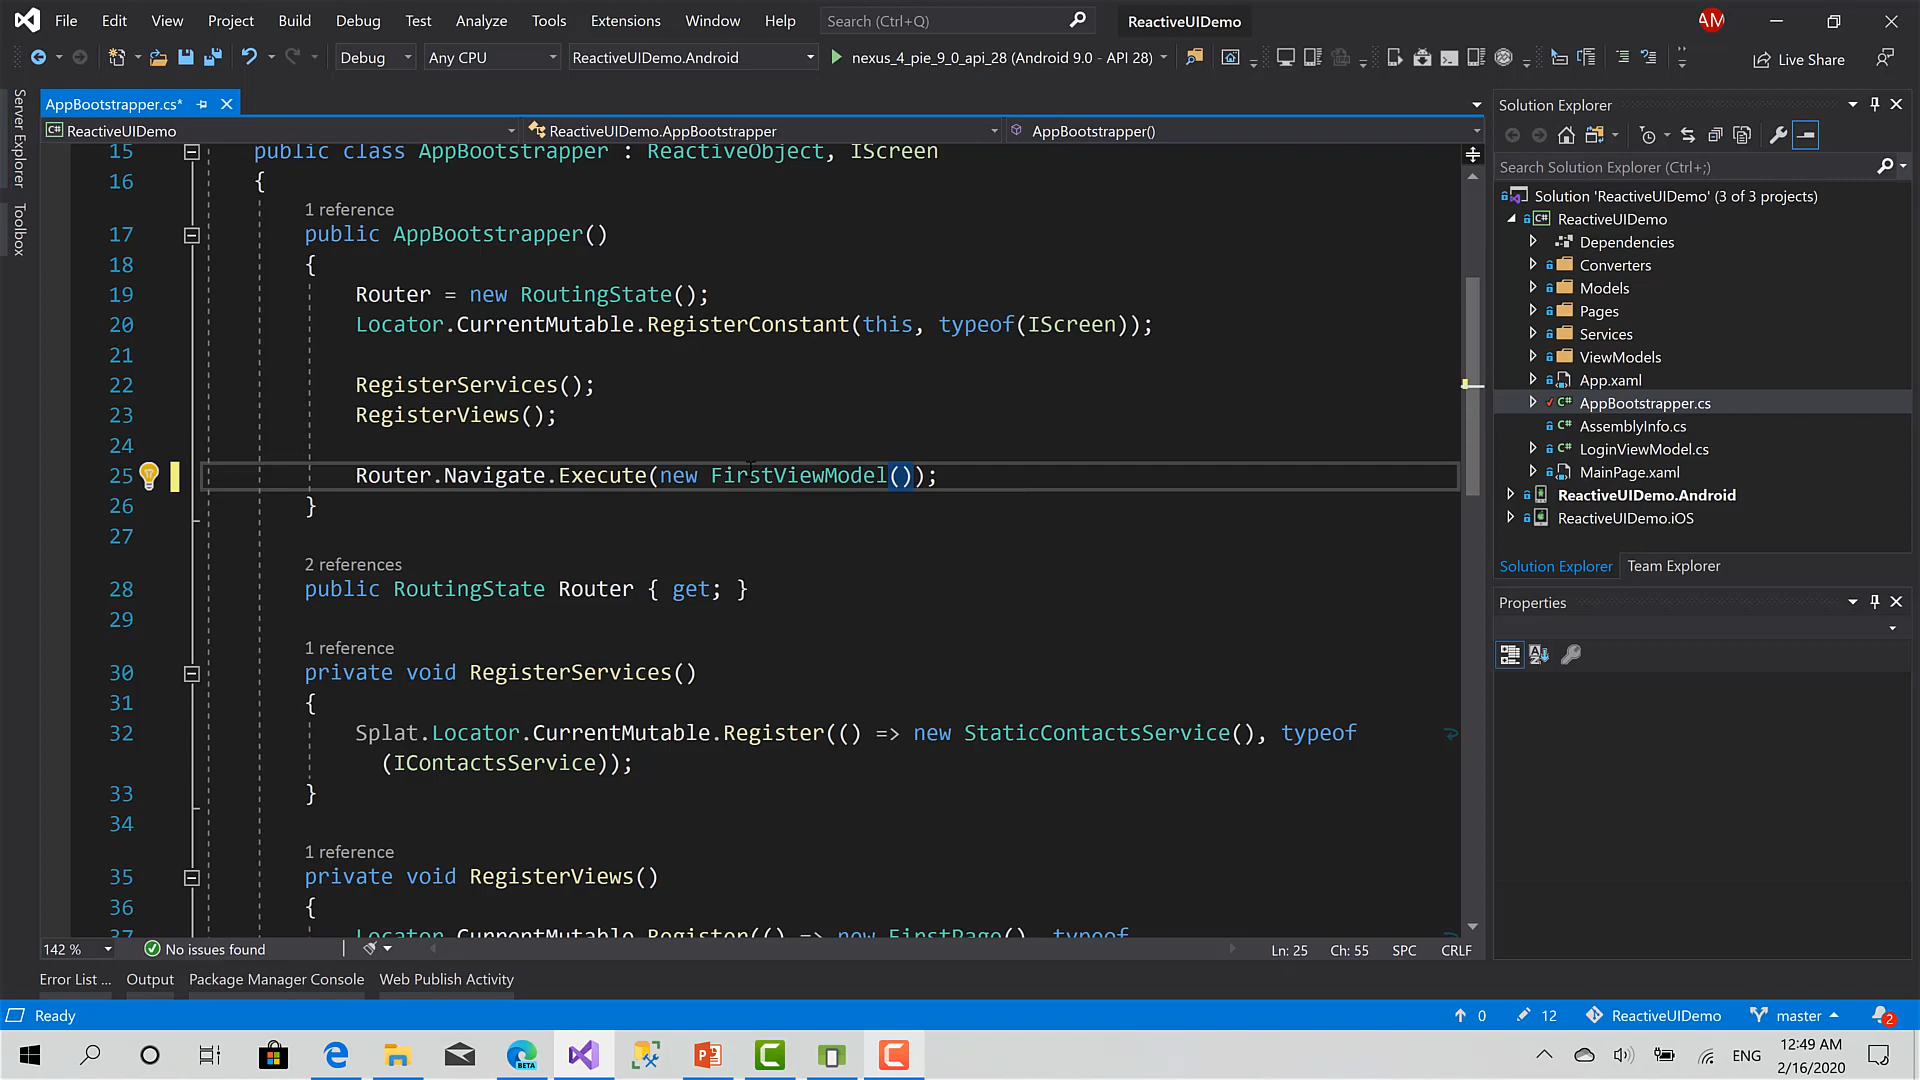 File Edit View Project Build Debug Test Analyze Tools Extensions Window Help Search (Ctrl+Q) ReactiveUIDemo AM
Debug Any CPU ReactiveUIDemo.Android nexus_4_pie_9_0_api_28 (Android 9.0 - API 28) Live Share
Server Explorer
Toolbox
AppBootstrapper.cs*
ReactiveUIDemo ReactiveUIDemo.AppBootstrapper AppBootstrapper()
15 public class AppBootstrapper : ReactiveObject, IScreen
16 {
1 reference
17 public AppBootstrapper()
18 {
19 Router = new RoutingState();
20 Locator.CurrentMutable.RegisterConstant(this, typeof(IScreen));
21
22 RegisterServices();
23 RegisterViews();
24
25 Router.Navigate.Execute(new FirstViewModel());
26 }
27
2 references
28 public RoutingState Router { get; }
29
1 reference
30 private void RegisterServices()
31 {
32 Splat.Locator.CurrentMutable.Register(() => new StaticContactsService(), typeof
(IContactsService));
33 }
34
1 reference
35 private void RegisterViews()
36 {
37 Locator.CurrentMutable.Register(() => new FirstPage(), typeof
142 % No issues found Ln: 25 Ch: 55 SPC CRLF
Error List ... Output Package Manager Console Web Publish Activity
Solution Explorer
Search Solution Explorer (Ctrl+;)
Solution 'ReactiveUIDemo' (3 of 3 projects)
ReactiveUIDemo
Dependencies
Converters
Models
Pages
Services
ViewModels
App.xaml
AppBootstrapper.cs
AssemblyInfo.cs
LoginViewModel.cs
MainPage.xaml
ReactiveUIDemo.Android
ReactiveUIDemo.iOS
Solution Explorer Team Explorer
Properties
Ready 0 12 ReactiveUIDemo master 2
BETA ENG 12:49 AM
2/16/2020